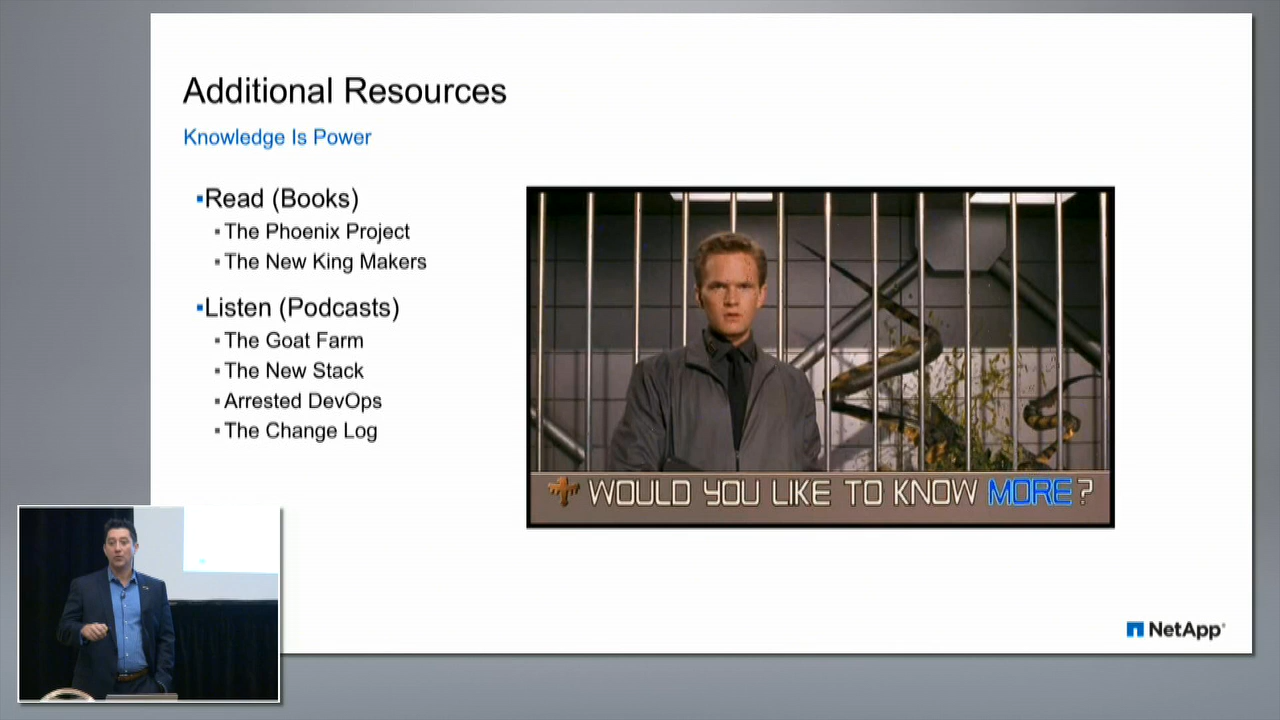 Additional Resources
Knowledge Is Power
Read (Books)
The Phoenix Project
The New King Makers
Listen (Podcasts)
The Goat Farm
The New Stack
Arrested DevOps
The Change Log
WOULD YOU LIKE TO KNOW MORE?
NetApp